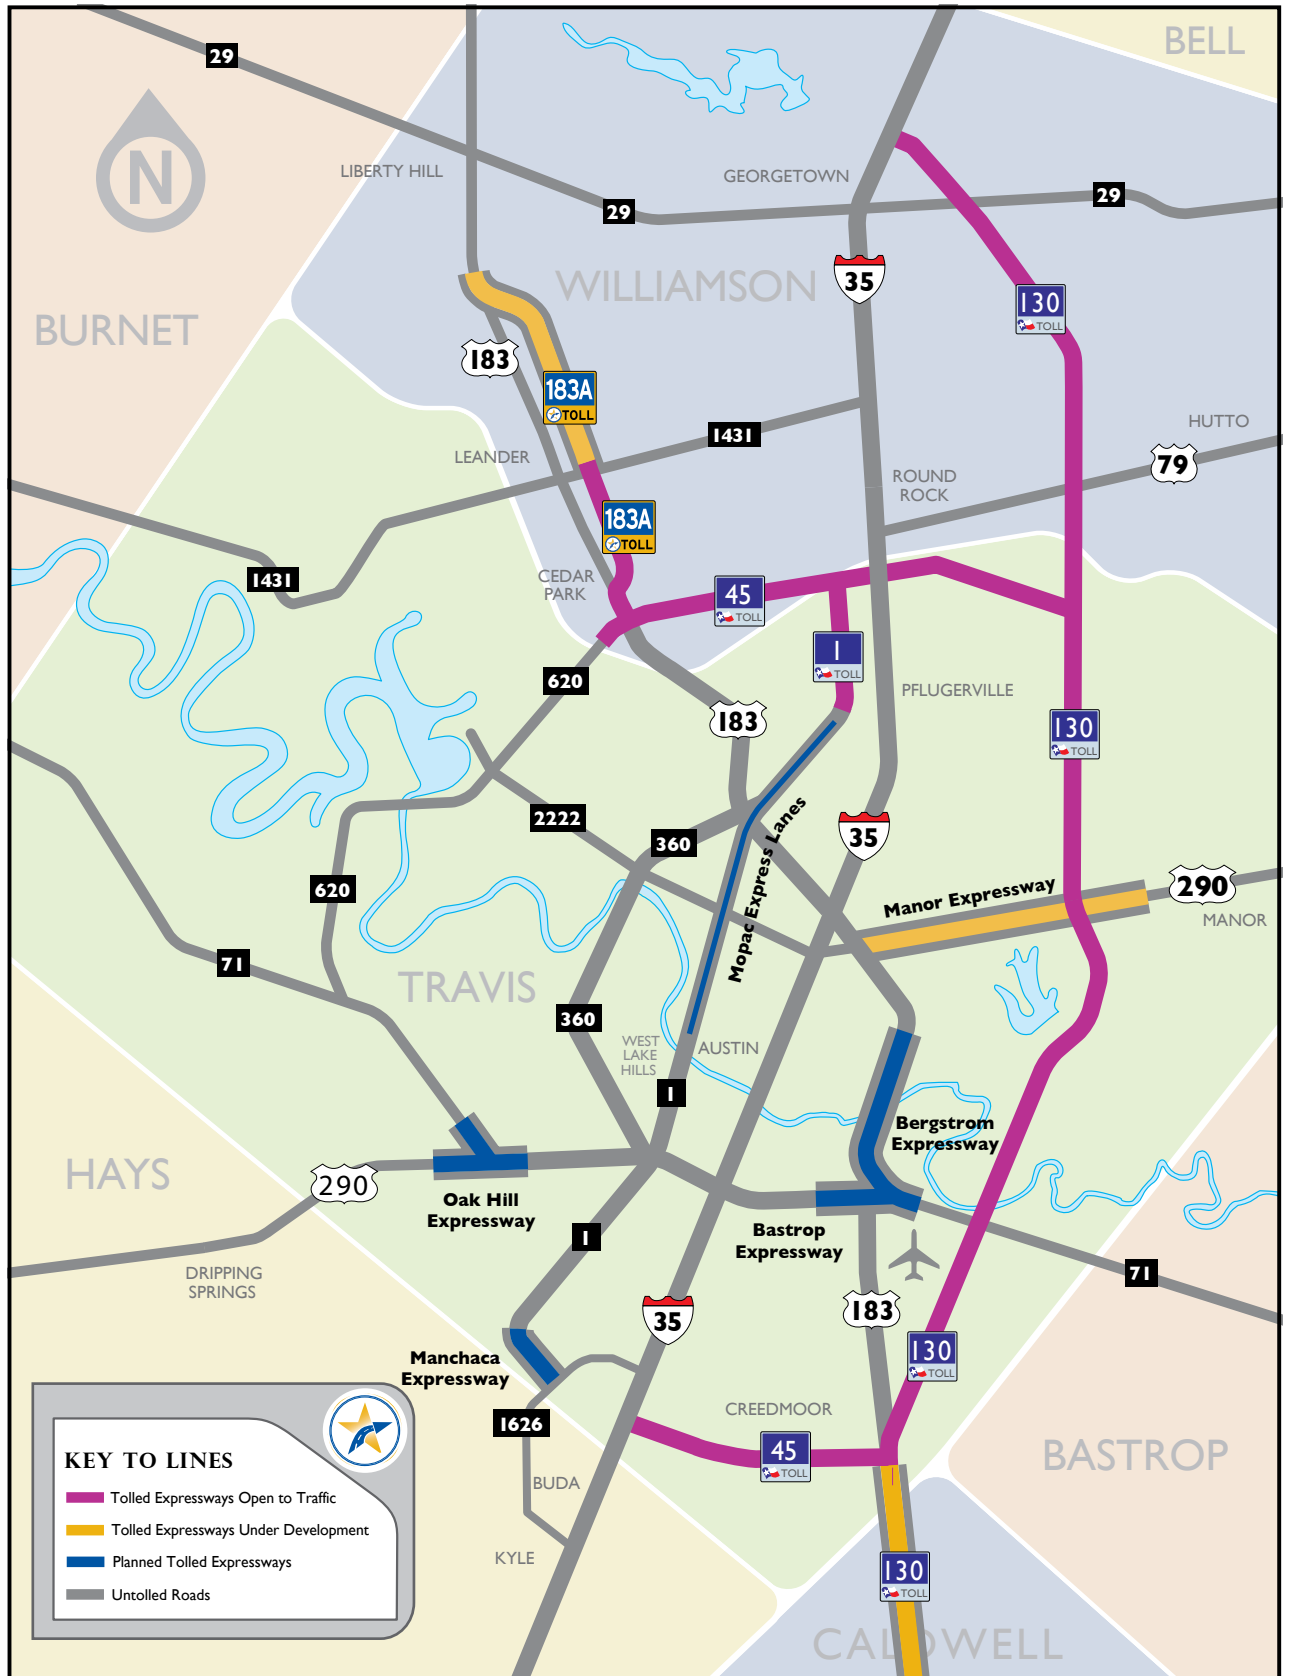 BELL
29
N
LIBERTY HILL
GEORGETOWN
29
29
WILLIAMSON
35
130
TOLL
BURNET
183
183A
TOLL
1431
HUTTO
LEANDER
79
ROUND
ROCK
183A
TOLL
1431
CEDAR
PARK
45
TOLL
1
TOLL
620
PFLUGERVILLE
183
130
TOLL
2222
360
35
Mopac Express Lanes
620
Manor Expressway
290
MANOR
71
TRAVIS
360
WEST
LAKE
HILLS
AUSTIN
1
Bergstrom
Expressway
HAYS
290
Oak Hill
Expressway
Bastrop
Expressway
1
DRIPPING
SPRINGS
71
183
35
130
TOLL
Manchaca
Expressway
1626
CREEDMOOR
45
TOLL
BASTROP
BUDA
KYLE
130
TOLL
CALDWELL
KEY TO LINES
Tolled Expressways Open to Traffic
Tolled Expressways Under Development
Planned Tolled Expressways
Untolled Roads